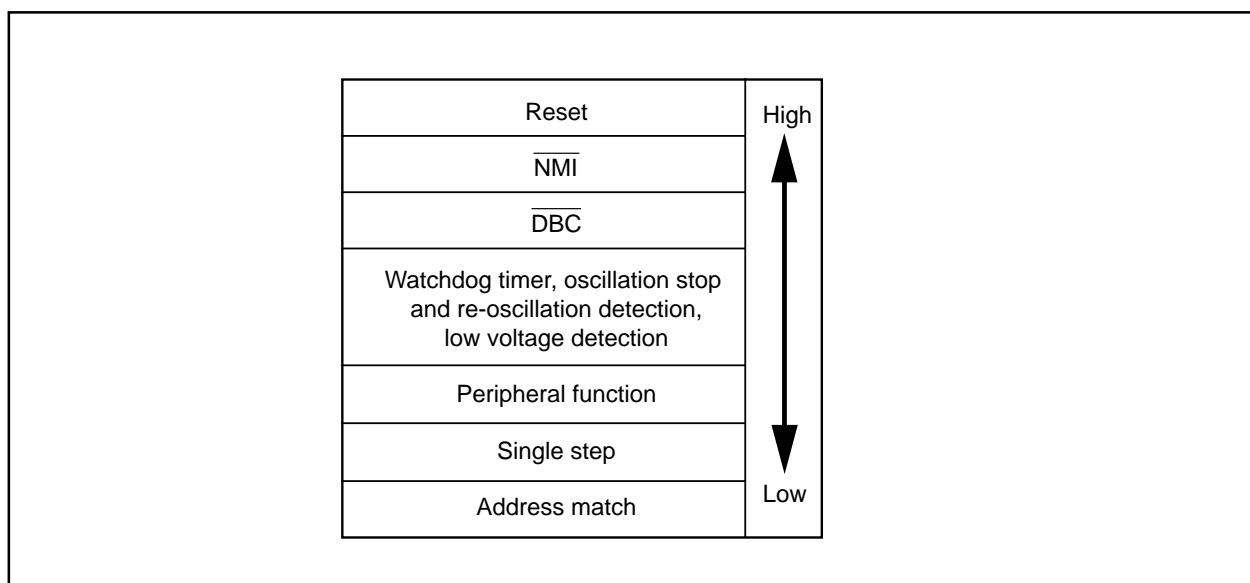 Reset
High
NMI
DBC
Watchdog timer, oscillation stop
and re-oscillation detection,
low voltage detection
Peripheral function
Single step
Low
Address match